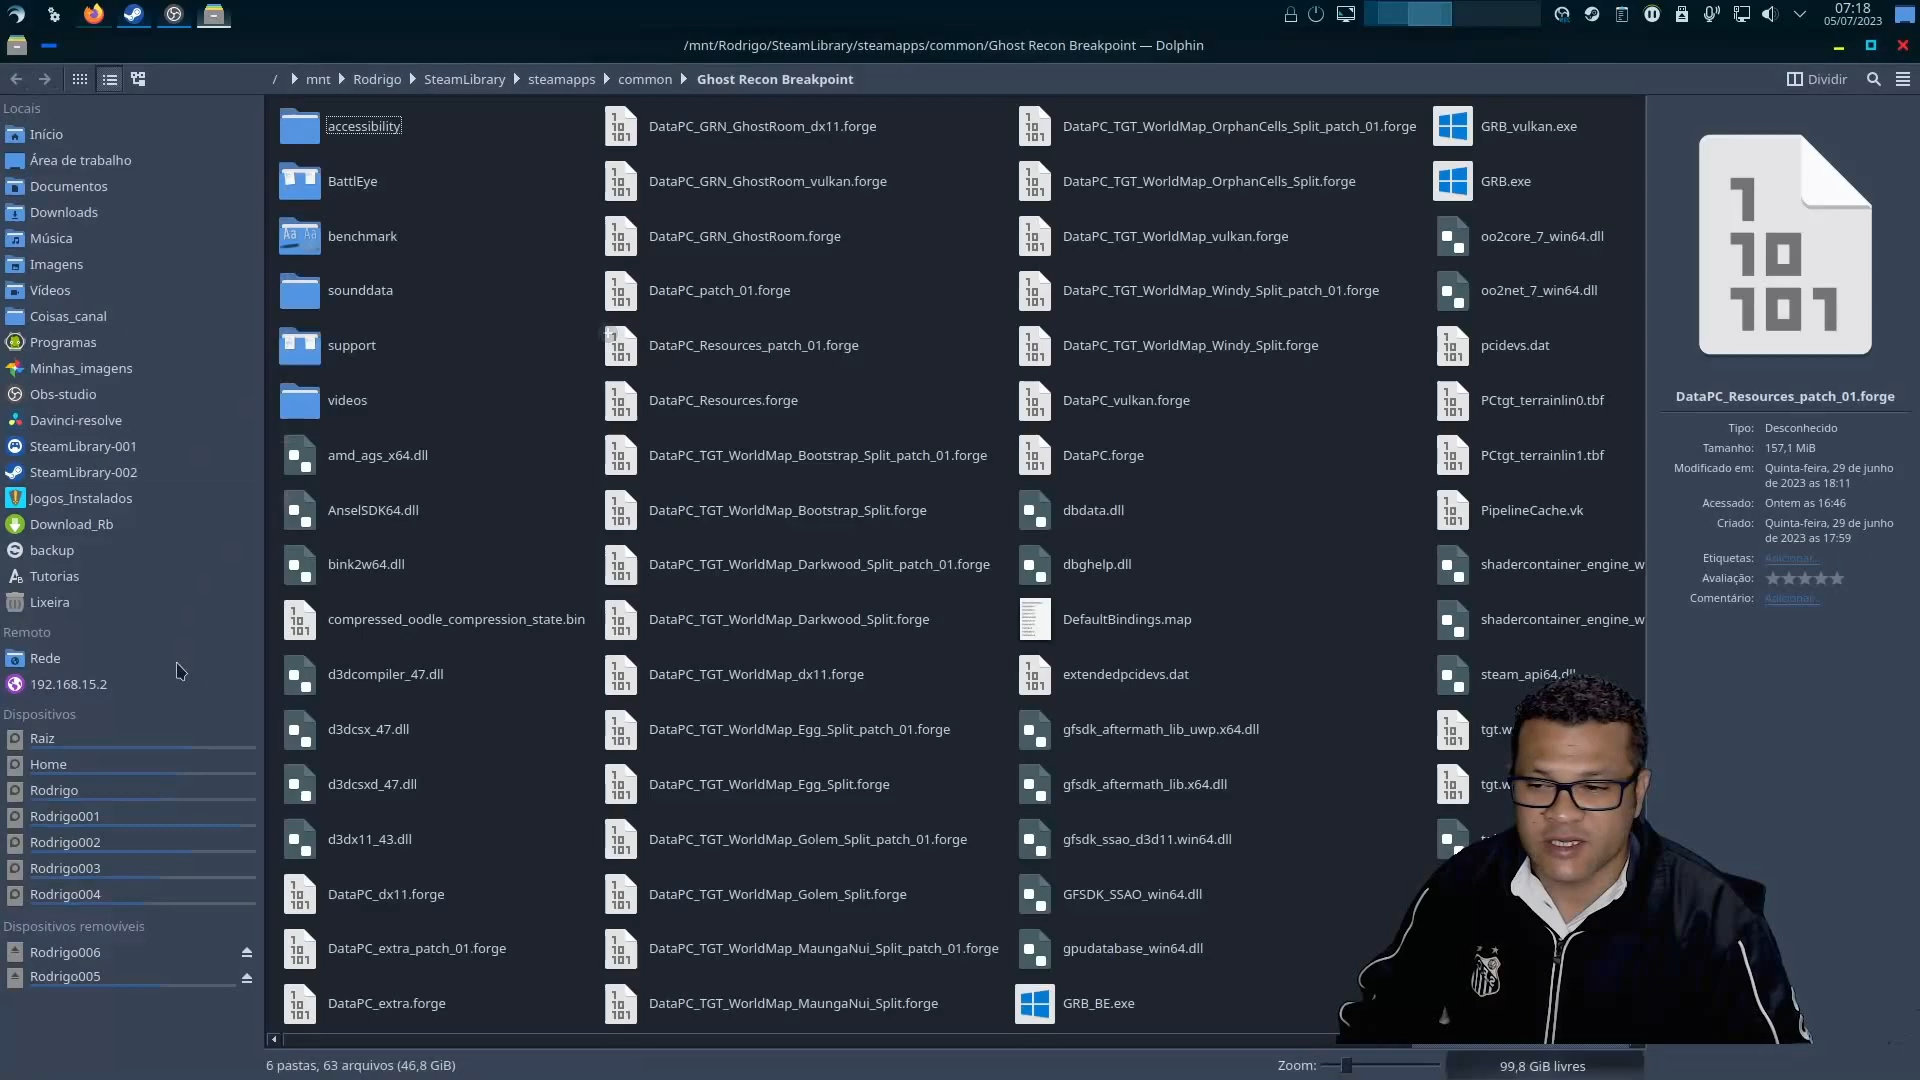 07:18
05/07/2023
/mnt/Rodrigo/SteamLibrary/steamapps/common/Ghost Recon Breakpoint — Dolphin
/ mnt Rodrigo SteamLibrary steamapps common Ghost Recon Breakpoint
Dividir
Locais
Início
Área de trabalho
Documentos
Downloads
Música
Imagens
Vídeos
Coisas_canal
Programas
Minhas_imagens
Obs-studio
Davinci-resolve
SteamLibrary-001
SteamLibrary-002
Jogos_Instalados
Download_Rb
backup
Tutorias
Lixeira
Remoto
Rede
192.168.15.2
Dispositivos
Raiz
Home
Rodrigo
Rodrigo001
Rodrigo002
Rodrigo003
Rodrigo004
Dispositivos removíveis
Rodrigo006
Rodrigo005
accessibility
BattlEye
benchmark
sounddata
support
videos
amd_ags_x64.dll
AnselSDK64.dll
bink2w64.dll
compressed_oodle_compression_state.bin
d3dcompiler_47.dll
d3dcsx_47.dll
d3dcsxd_47.dll
d3dx11_43.dll
DataPC_dx11.forge
DataPC_extra_patch_01.forge
DataPC_extra.forge
DataPC_GRN_GhostRoom_dx11.forge
DataPC_GRN_GhostRoom_vulkan.forge
DataPC_GRN_GhostRoom.forge
DataPC_patch_01.forge
DataPC_Resources_patch_01.forge
DataPC_Resources.forge
DataPC_TGT_WorldMap_Bootstrap_Split_patch_01.forge
DataPC_TGT_WorldMap_Bootstrap_Split.forge
DataPC_TGT_WorldMap_Darkwood_Split_patch_01.forge
DataPC_TGT_WorldMap_Darkwood_Split.forge
DataPC_TGT_WorldMap_dx11.forge
DataPC_TGT_WorldMap_Egg_Split_patch_01.forge
DataPC_TGT_WorldMap_Egg_Split.forge
DataPC_TGT_WorldMap_Golem_Split_patch_01.forge
DataPC_TGT_WorldMap_Golem_Split.forge
DataPC_TGT_WorldMap_MaungaNui_Split_patch_01.forge
DataPC_TGT_WorldMap_MaungaNui_Split.forge
DataPC_TGT_WorldMap_OrphanCells_Split_patch_01.forge
DataPC_TGT_WorldMap_OrphanCells_Split.forge
DataPC_TGT_WorldMap_vulkan.forge
DataPC_TGT_WorldMap_Windy_Split_patch_01.forge
DataPC_TGT_WorldMap_Windy_Split.forge
DataPC_vulkan.forge
DataPC.forge
dbdata.dll
dbghelp.dll
DefaultBindings.map
extendedpcidevs.dat
gfsdk_aftermath_lib_uwp.x64.dll
gfsdk_aftermath_lib.x64.dll
gfsdk_ssao_d3d11.win64.dll
GFSDK_SSAO_win64.dll
gpudatabase_win64.dll
GRB_BE.exe
GRB_vulkan.exe
GRB.exe
oo2core_7_win64.dll
oo2net_7_win64.dll
pcidevs.dat
PCtgt_terrainlin0.tbf
PCtgt_terrainlin1.tbf
PipelineCache.vk
shadercontainer_engine_w
shadercontainer_engine_w
steam_api64.dll
tgt.w
tgt.w
DataPC_Resources_patch_01.forge
Tipo: Desconhecido
Tamanho: 157,1 MiB
Modificado em: Quinta-feira, 29 de junho
de 2023 as 18:11
Acessado: Ontem as 16:46
Criado: Quinta-feira, 29 de junho
de 2023 as 17:59
Etiquetas: Adicionar...
Avaliação:
Comentário: Adicionar...
6 pastas, 63 arquivos (46,8 GiB)
Zoom:
99,8 GiB livres